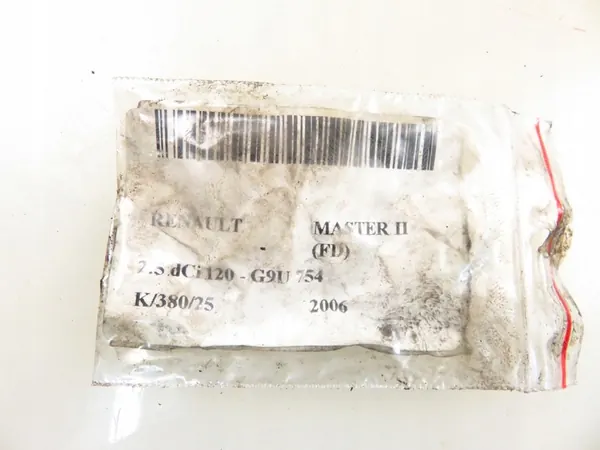 RENAULT MASTER II
(FD)
2.5 dCi 120 - G9U 754
K/380/25 2006